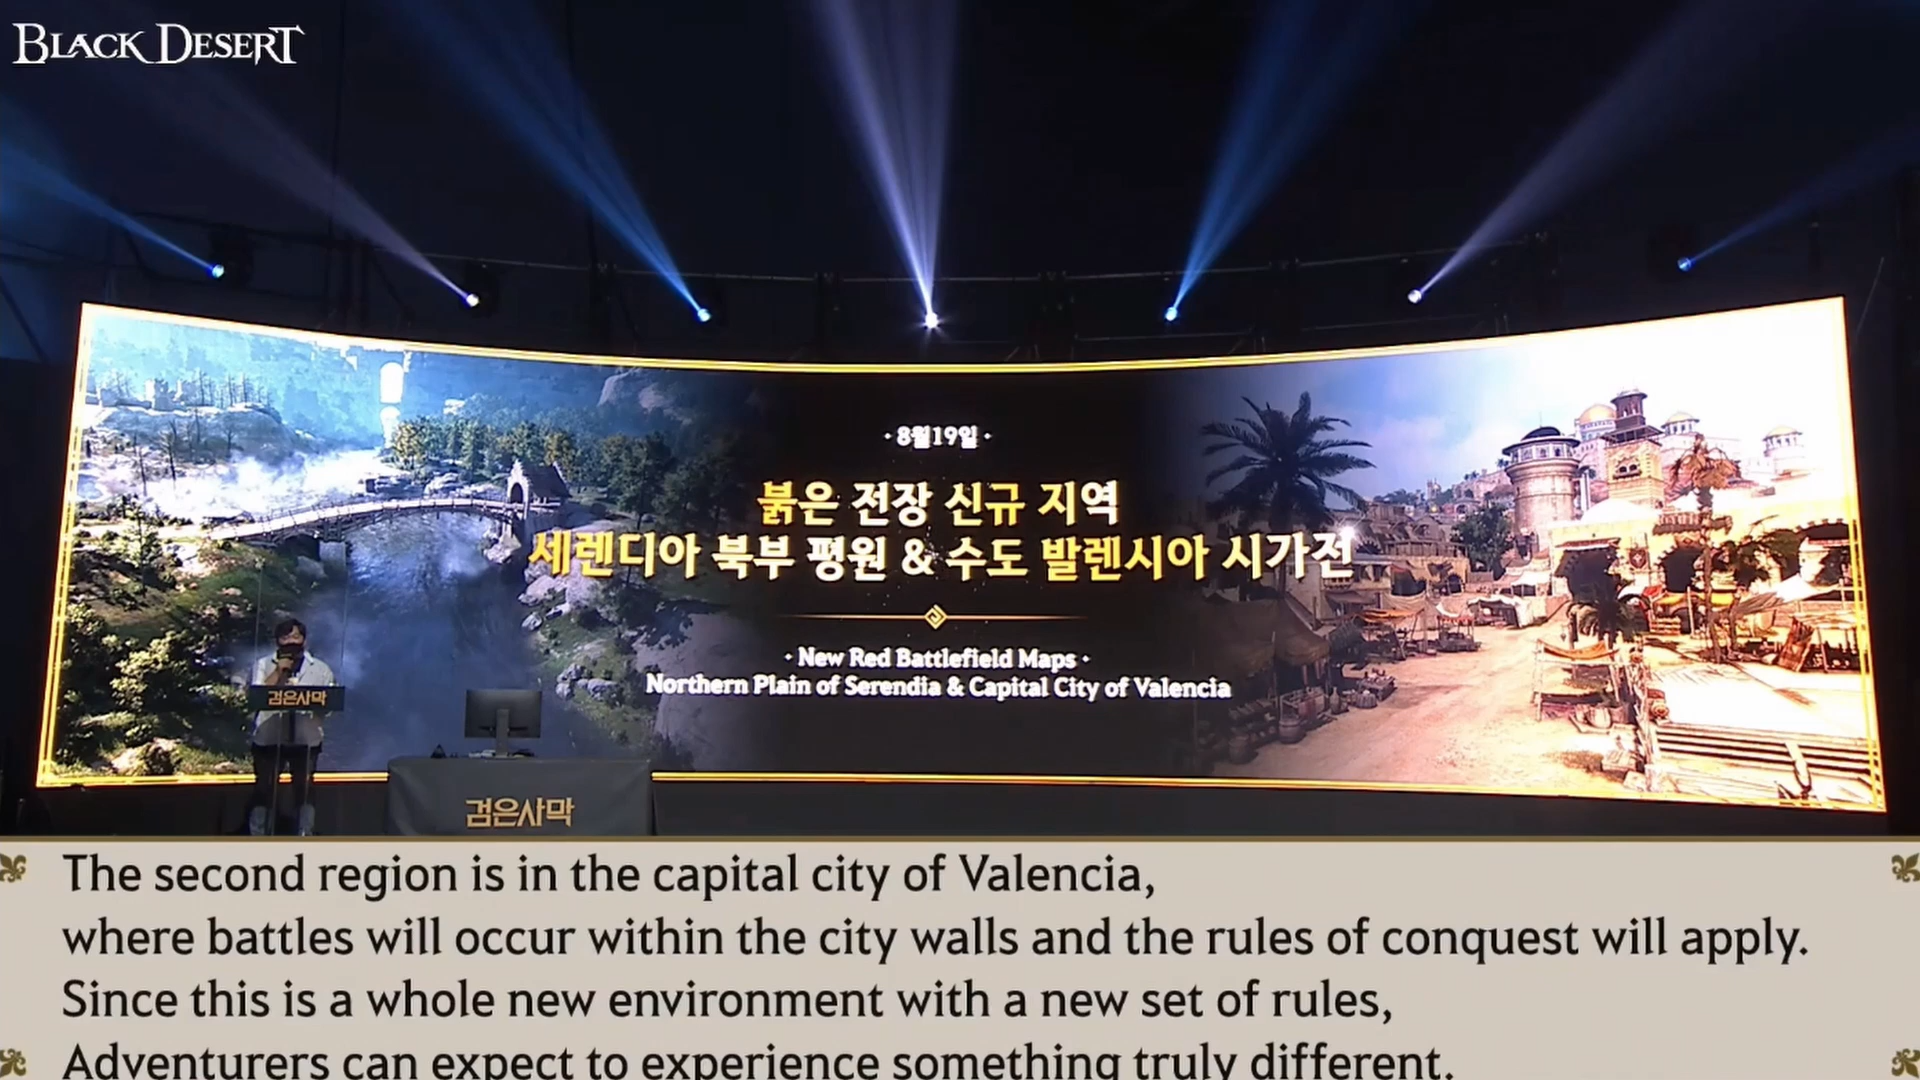 BLACK DESERT
· 8월19일 ·
붉은 전장 신규 지역
세렌디아 북부 평원 & 수도 발렌시아 시가전
· New Red Battlefield Maps ·
Northern Plain of Serendia & Capital City of Valencia
검은사막
검은사막
The second region is in the capital city of Valencia,
where battles will occur within the city walls and the rules of conquest will apply.
Since this is a whole new environment with a new set of rules,
Adventurers can expect to experience something truly different.